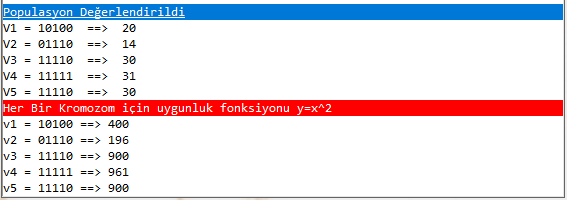 Populasyon Değerlendirildi
V1 = 10100 ==> 20
V2 = 01110 ==> 14
V3 = 11110 ==> 30
V4 = 11111 ==> 31
V5 = 11110 ==> 30
Her Bir Kromozom için uygunluk fonksiyonu y=x^2
v1 = 10100 ==> 400
v2 = 01110 ==> 196
v3 = 11110 ==> 900
v4 = 11111 ==> 961
v5 = 11110 ==> 900